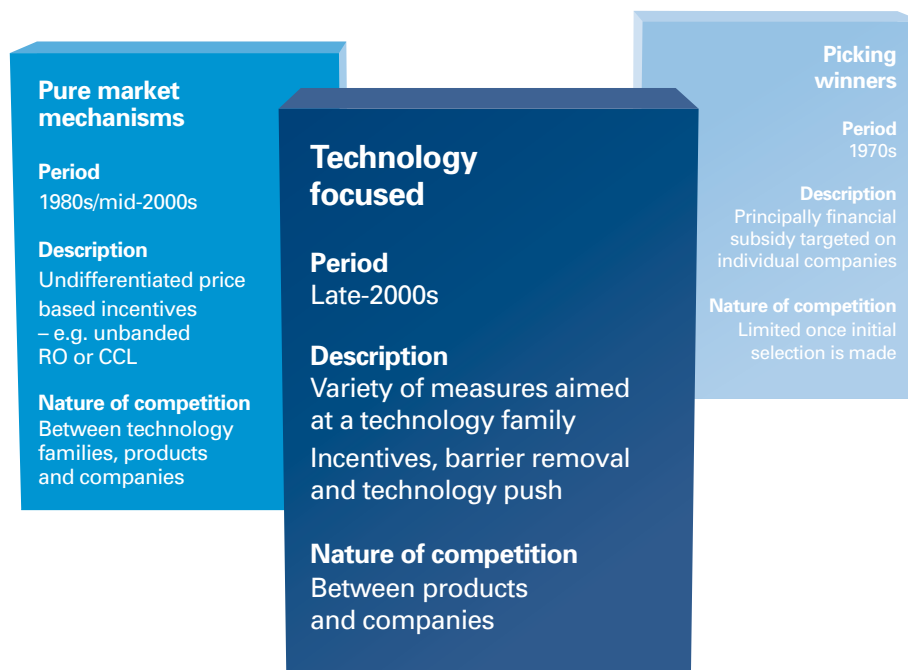 Pure market
mechanisms
Period
1980s/mid-2000s
Description
Undifferentiated price
based incentives
– e.g. unbanded
RO or CCL
Nature of competition
Between technology
families, products
and companies
Technology
focused
Period
Late-2000s
Description
Variety of measures aimed
at a technology family
Incentives, barrier removal
and technology push
Nature of competition
Between products
and companies
Picking
winners
Period
1970s
Description
Principally financial
subsidy targeted on
individual companies
Nature of competition
Limited once initial
selection is made